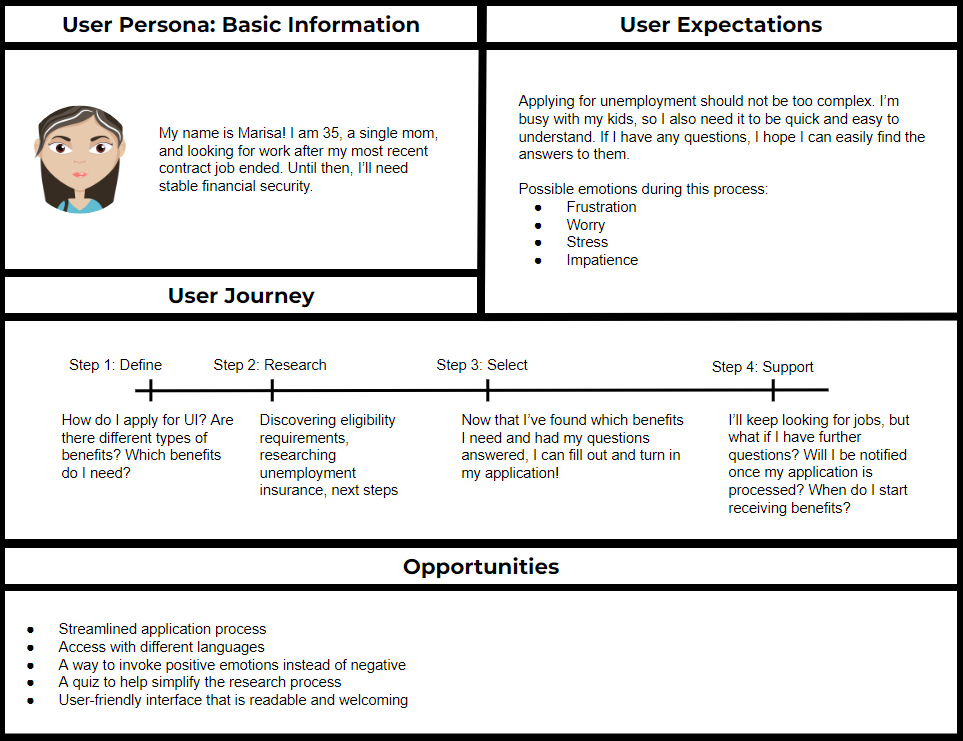 User Persona: Basic Information
My name is Marisa! I am 35, a single mom,
and looking for work after my most recent
contract job ended. Until then, I’ll need
stable financial security.
User Expectations
Applying for unemployment should not be too complex. I’m
busy with my kids, so I also need it to be quick and easy to
understand. If I have any questions, I hope I can easily find the
answers to them.
Possible emotions during this process:
● Frustration
● Worry
● Stress
● Impatience
User Journey
Step 1: Define
How do I apply for UI? Are
there different types of
benefits? Which benefits
do I need?
Step 2: Research
Discovering eligibility
requirements,
researching
unemployment
insurance, next steps
Step 3: Select
Now that I’ve found which benefits
I need and had my questions
answered, I can fill out and turn in
my application!
Step 4: Support
I’ll keep looking for jobs, but
what if I have further
questions? Will I be notified
once my application is
processed? When do I start
receiving benefits?
Opportunities
● Streamlined application process
● Access with different languages
● A way to invoke positive emotions instead of negative
● A quiz to help simplify the research process
● User-friendly interface that is readable and welcoming